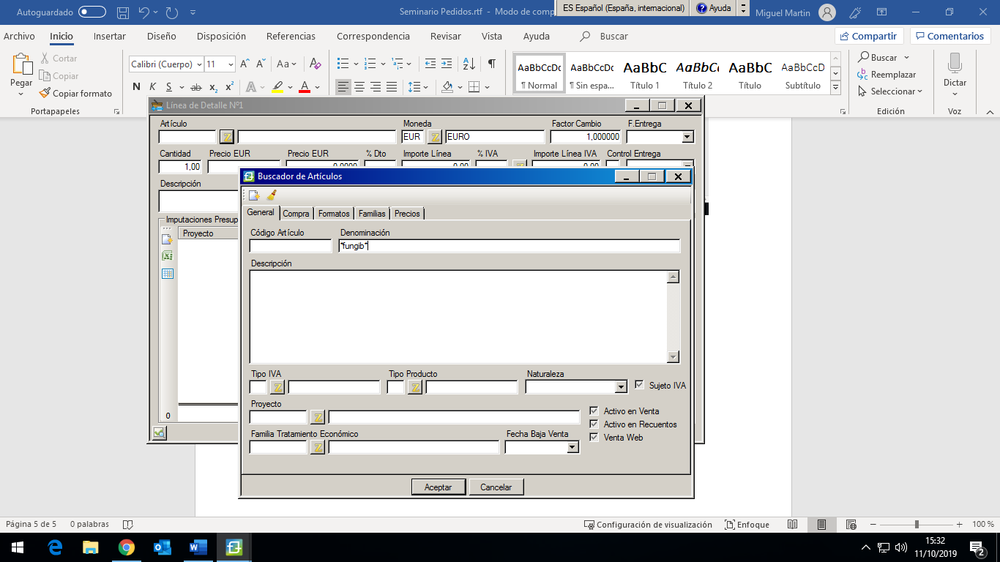 Autoguardado Seminario Pedidos.rtf - Modo de comp ES Español (España, internacional) Ayuda Miguel Martin
Archivo Inicio Insertar Diseño Disposición Referencias Correspondencia Revisar Vista Ayuda Buscar Compartir Comentarios
Pegar Cortar Copiar Copiar formato
Calibri (Cuerpo) 11
AaBbCcDc AaBbCcDc AaBbC AaBbCc AaBbC AaBbCcD
¶ Normal ¶ Sin espa... Título 1 Título 2 Título Subtítulo
Buscar Reemplazar Seleccionar Dictar
Portapapeles Edición Voz
Línea de Detalle Nº1
Artículo Moneda Factor Cambio F.Entrega
EUR EURO 1,000000
Cantidad Precio EUR Precio EUR % Dto Importe Línea % IVA Importe Línea IVA Control Entrega
1,00 0,0000 0,00 0,00
Descripción
Imputaciones Presup
Proyecto
0
Buscador de Artículos
General Compra Formatos Familias Precios
Código Artículo Denominación
*fungib*
Descripción
Tipo IVA Tipo Producto Naturaleza Sujeto IVA
Proyecto Activo en Venta
Activo en Recuentos
Familia Tratamiento Económico Fecha Baja Venta Venta Web
Aceptar Cancelar
Página 5 de 5 0 palabras Configuración de visualización Enfoque 100 %
15:32
11/10/2019
2